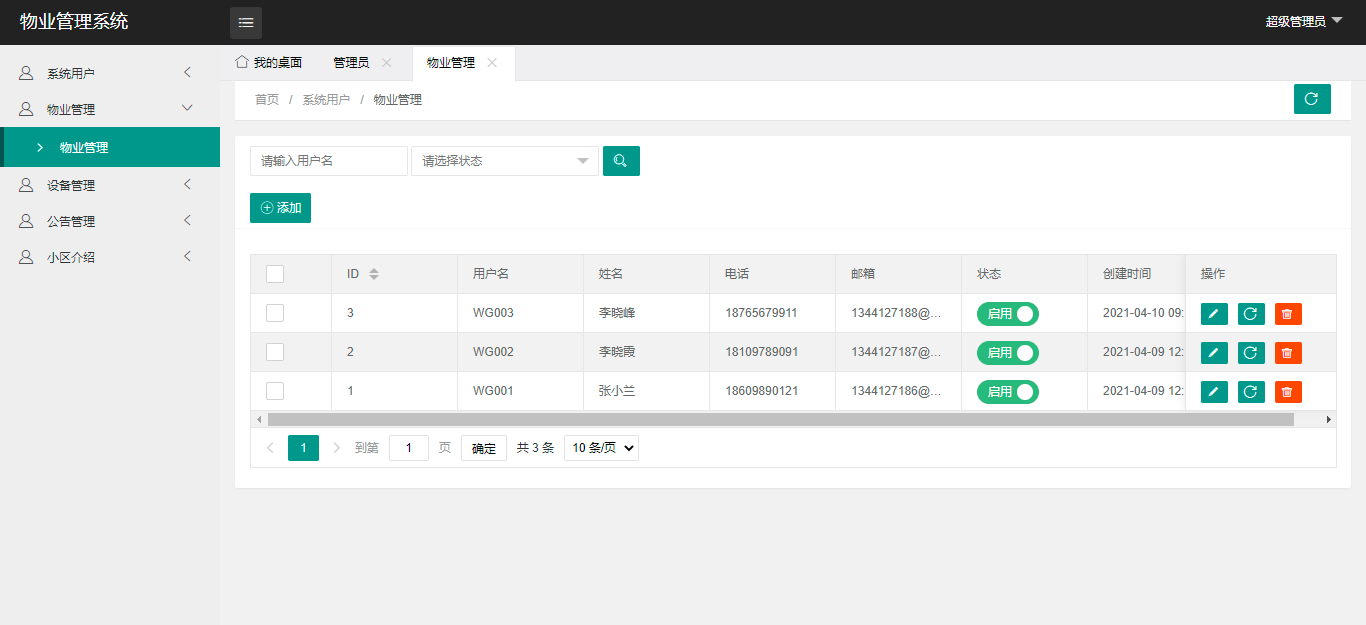 物业管理系统
超级管理员
系统用户
物业管理
物业管理
设备管理
公告管理
小区介绍
我的桌面 管理员 物业管理
首页 / 系统用户 / 物业管理
请输入用户名 请选择状态
添加
ID 用户名 姓名 电话 邮箱 状态 创建时间 操作
3 WG003 李晓峰 18765679911 1344127188@... 启用 2021-04-10 09:
2 WG002 李晓霞 18109789091 1344127187@... 启用 2021-04-09 12:
1 WG001 张小兰 18609890121 1344127186@... 启用 2021-04-09 12:
1 到第 1 页 确定 共 3 条 10 条/页